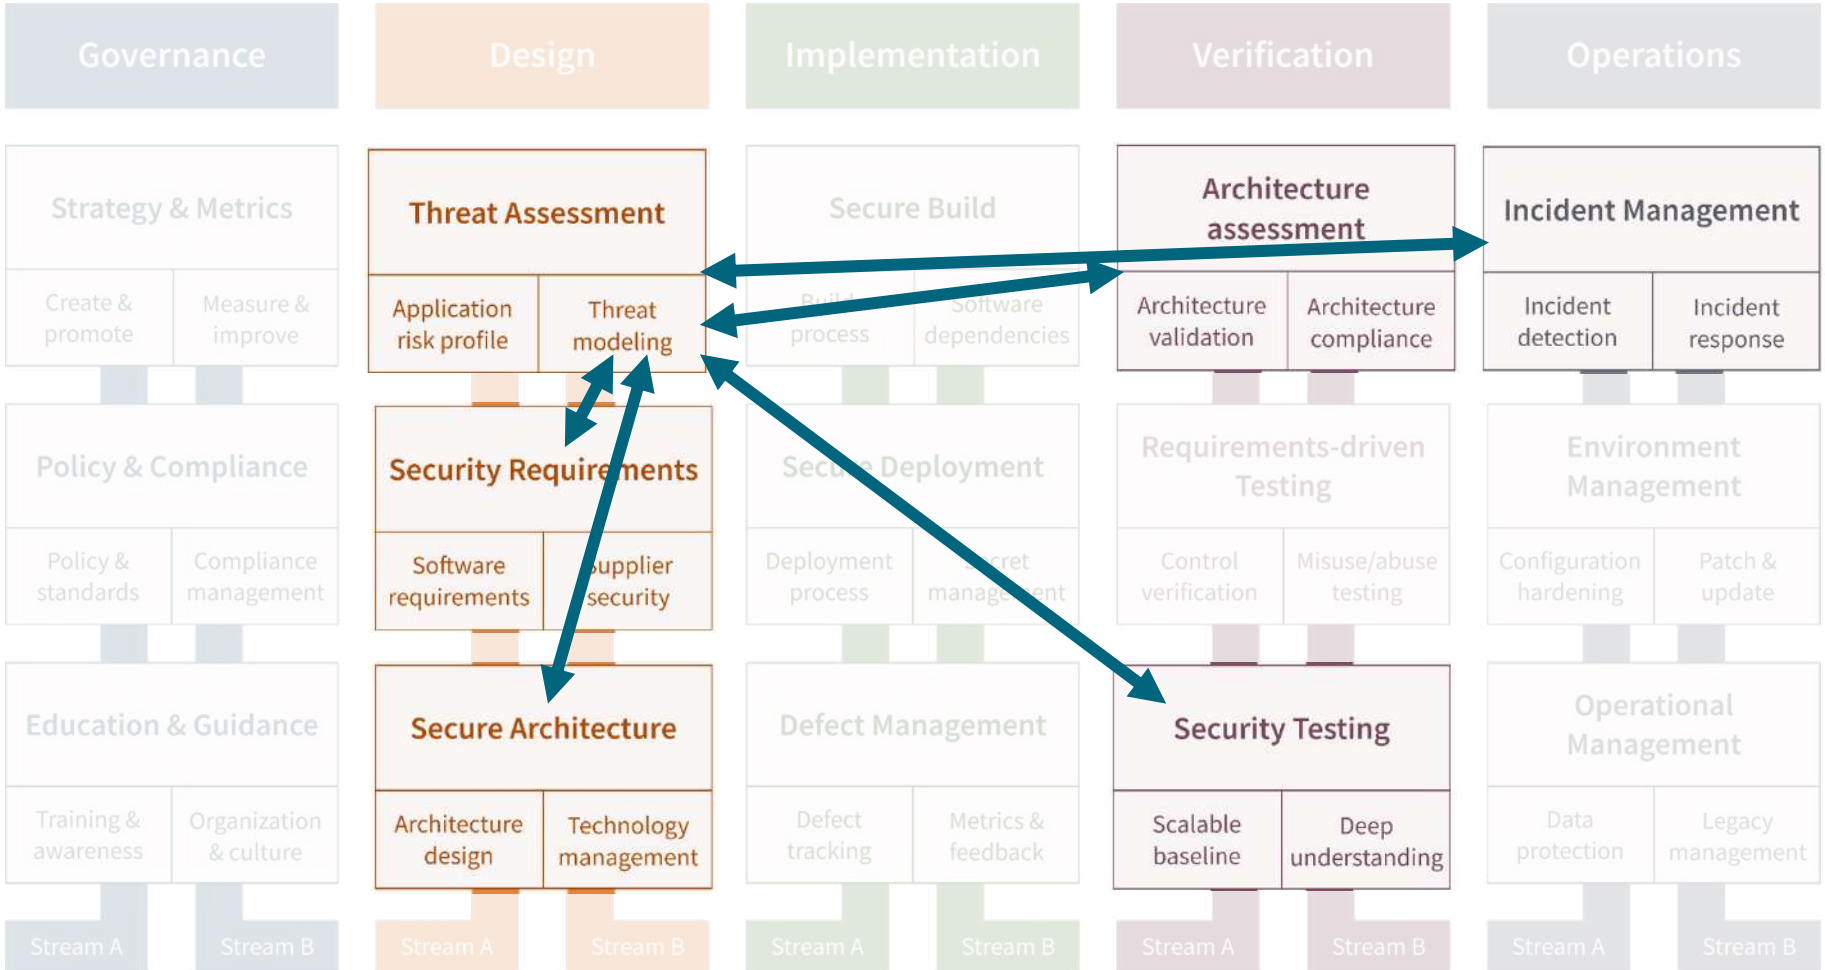 Governance
Design
Implementation
Verification
Operations
Strategy & Metrics
Create &
promote
Measure &
improve
Threat Assessment
Application
risk profile
Threat
modeling
Secure Build
Build
process
Software
dependencies
Architecture
assessment
Architecture
validation
Architecture
compliance
Incident Management
Incident
detection
Incident
response
Policy & Compliance
Policy &
standards
Compliance
management
Security Requirements
Software
requirements
Supplier
security
Secure Deployment
Deployment
process
Secret
management
Requirements-driven
Testing
Control
verification
Misuse/abuse
testing
Environment
Management
Configuration
hardening
Patch &
update
Education & Guidance
Training &
awareness
Organization
& culture
Secure Architecture
Architecture
design
Technology
management
Defect Management
Defect
tracking
Metrics &
feedback
Security Testing
Scalable
baseline
Deep
understanding
Operational
Management
Data
protection
Legacy
management
Stream A
Stream B
Stream A
Stream B
Stream A
Stream B
Stream A
Stream B
Stream A
Stream B